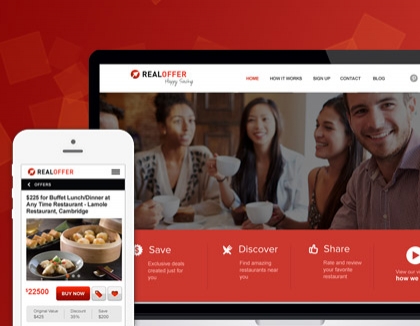 REALOFFER
Happy Savings
HOME HOW IT WORKS SIGN UP CONTACT BLOG
Save
Exclusive deals
created just for
you
Discover
Find amazing
restaurants near
you
Share
Rate and review
your favorite
restaurant
View our vi
how we
REALOFFER
OFFERS
$225 for Buffet Lunch/Dinner at
Any Time Restaurant - Lamole
Restaurant, Cambridge
$22500
BUY NOW
Original Value Discount Save
$425 35% $200